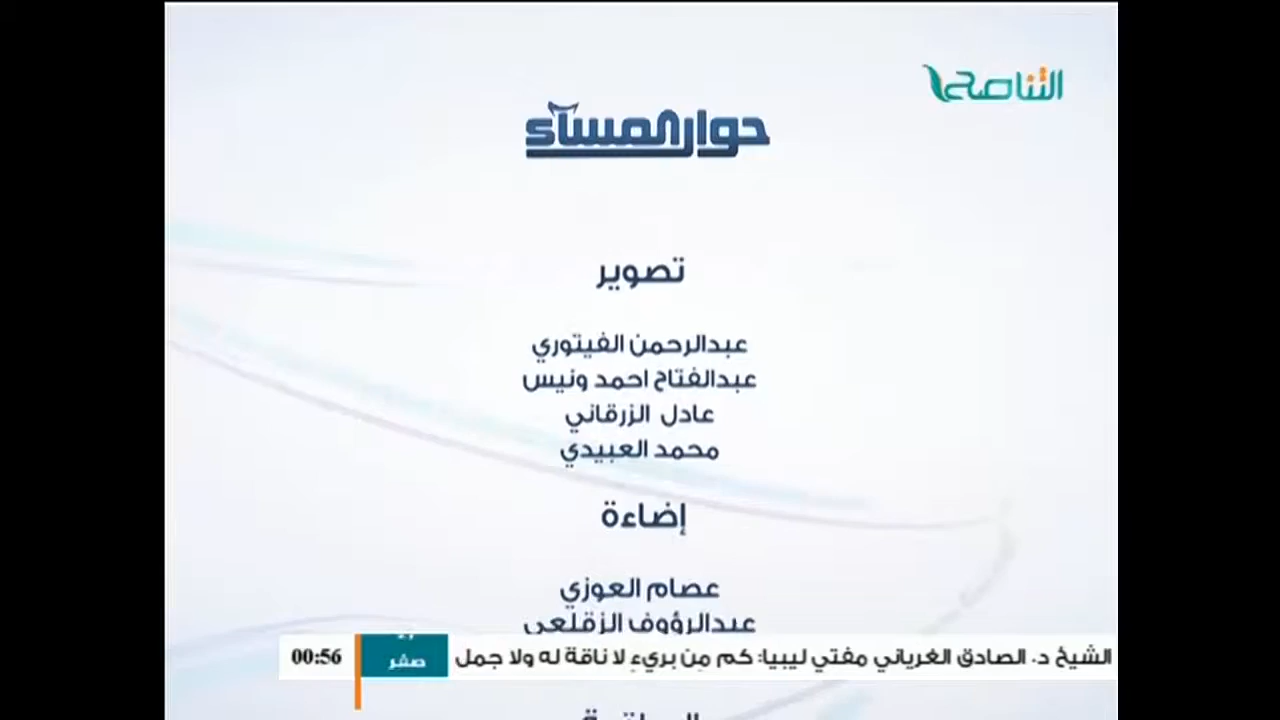 التناصح
حوار المساء
تصوير
عبدالرحمن الفيتوري
عبدالفتاح احمد ونيس
عادل الزرقاني
محمد العبيدي
إضاءة
عصام العوزي
عبدالرؤوف الزقلعي
الشيخ د. الصادق الغرياني مفتي ليبيا: كم مِن بريءٍ لا ناقة له ولا جمل
صفر
00:56